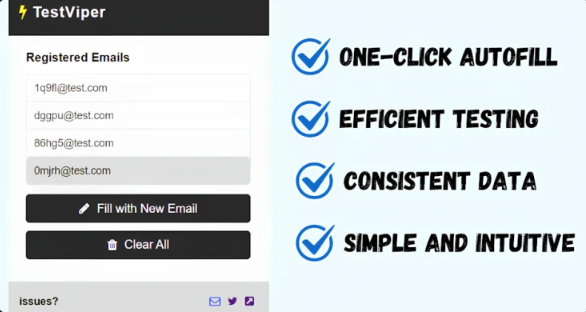 TestViper
Registered Emails
1q9fl@test.com
dggpu@test.com
86hg5@test.com
0mjrh@test.com
Fill with New Email
Clear All
issues?
ONE-CLICK AUTOFILL
EFFICIENT TESTING
CONSISTENT DATA
SIMPLE AND INTUITIVE